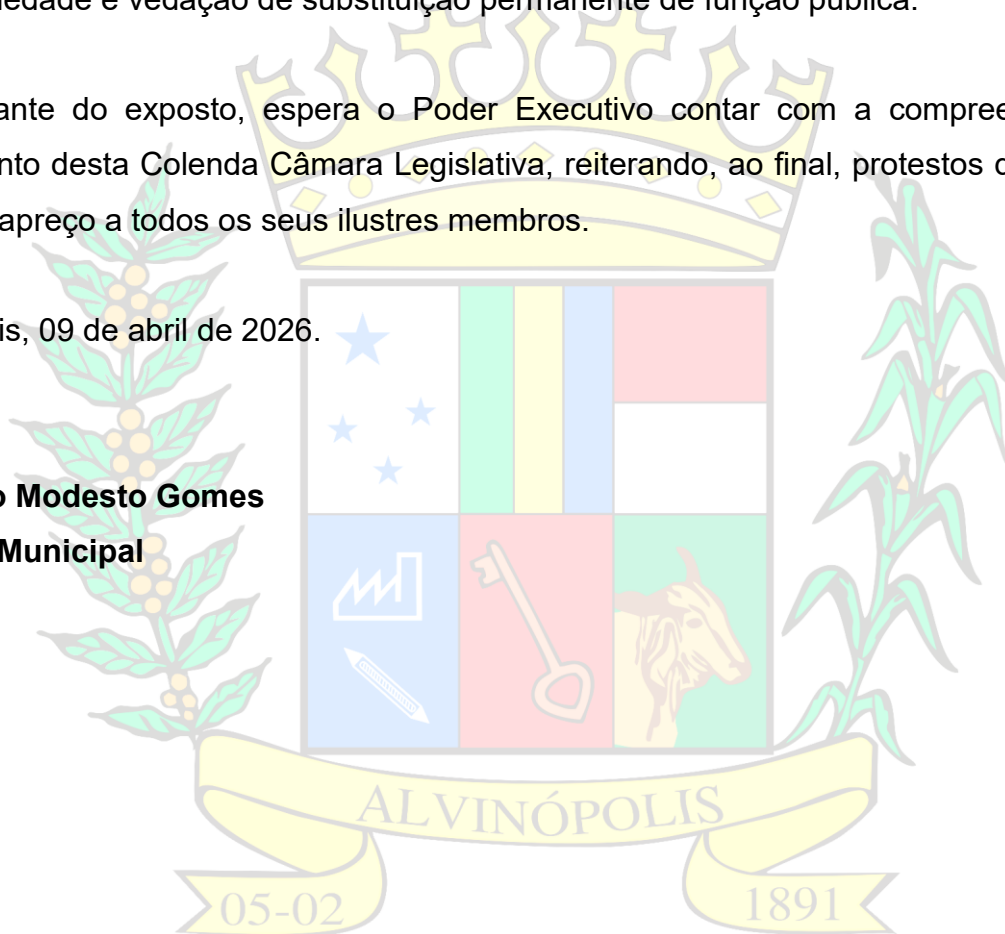 iedade e vedação de substituição permanente de função pública.
ante do exposto, espera o Poder Executivo contar com a compree
nto desta Colenda Câmara Legislativa, reiterando, ao final, protestos
apreço a todos os seus ilustres membros.
is, 09 de abril de 2026.
o Modesto Gomes
Municipal
ALVINÓPOLIS
05-02
1891